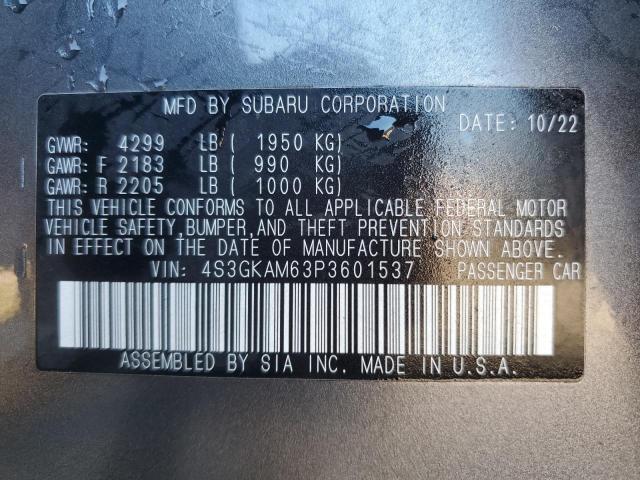 MFD BY SUBARU CORPORATION
DATE: 10/22
GVWR: 4299 LB ( 1950 KG)
GAWR: F 2183 LB ( 990 KG)
GAWR: R 2205 LB ( 1000 KG)
THIS VEHICLE CONFORMS TO ALL APPLICABLE FEDERAL MOTOR
VEHICLE SAFETY, BUMPER, AND THEFT PREVENTION STANDARDS
IN EFFECT ON THE DATE OF MANUFACTURE SHOWN ABOVE.
VIN: 4S3GKAM63P3601537 PASSENGER CAR
ASSEMBLED BY SIA INC. MADE IN U.S.A.